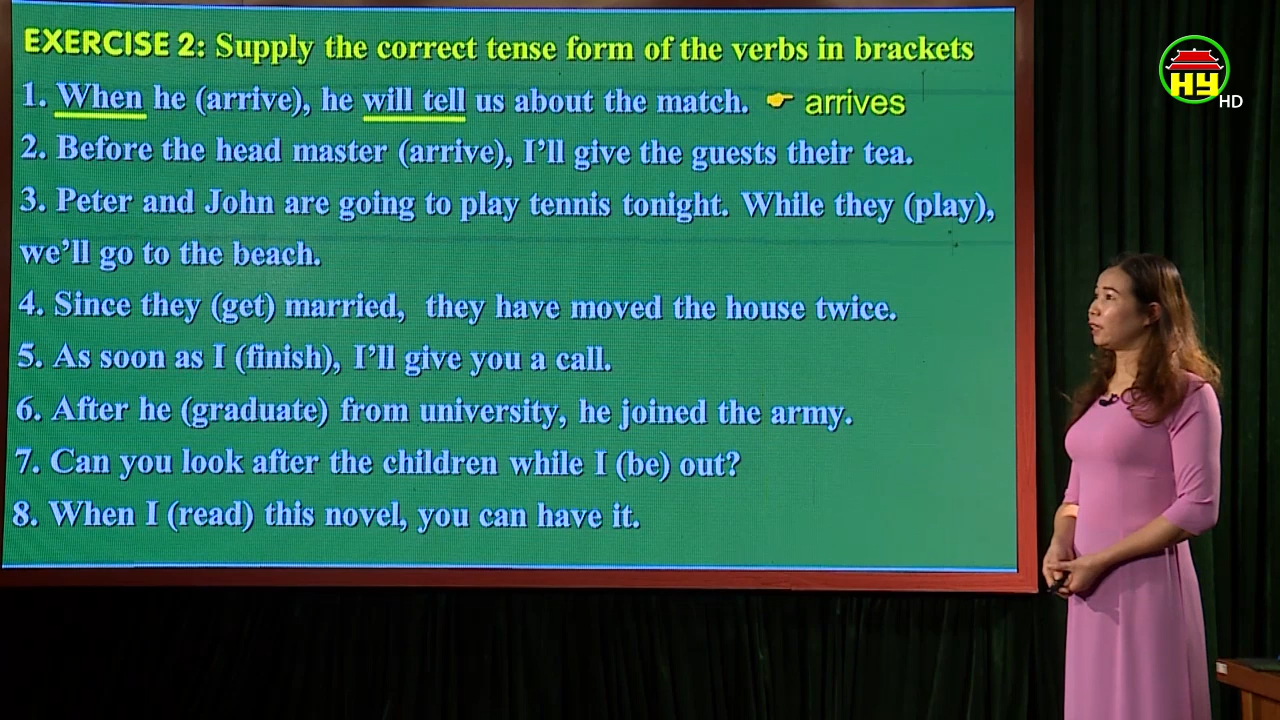 EXERCISE 2: Supply the correct tense form of the verbs in brackets
1. When he (arrive), he will tell us about the match. ☛ arrives
2. Before the head master (arrive), I’ll give the guests their tea.
3. Peter and John are going to play tennis tonight. While they (play),
we’ll go to the beach.
4. Since they (get) married, they have moved the house twice.
5. As soon as I (finish), I’ll give you a call.
6. After he (graduate) from university, he joined the army.
7. Can you look after the children while I (be) out?
8. When I (read) this novel, you can have it.
HY
HD